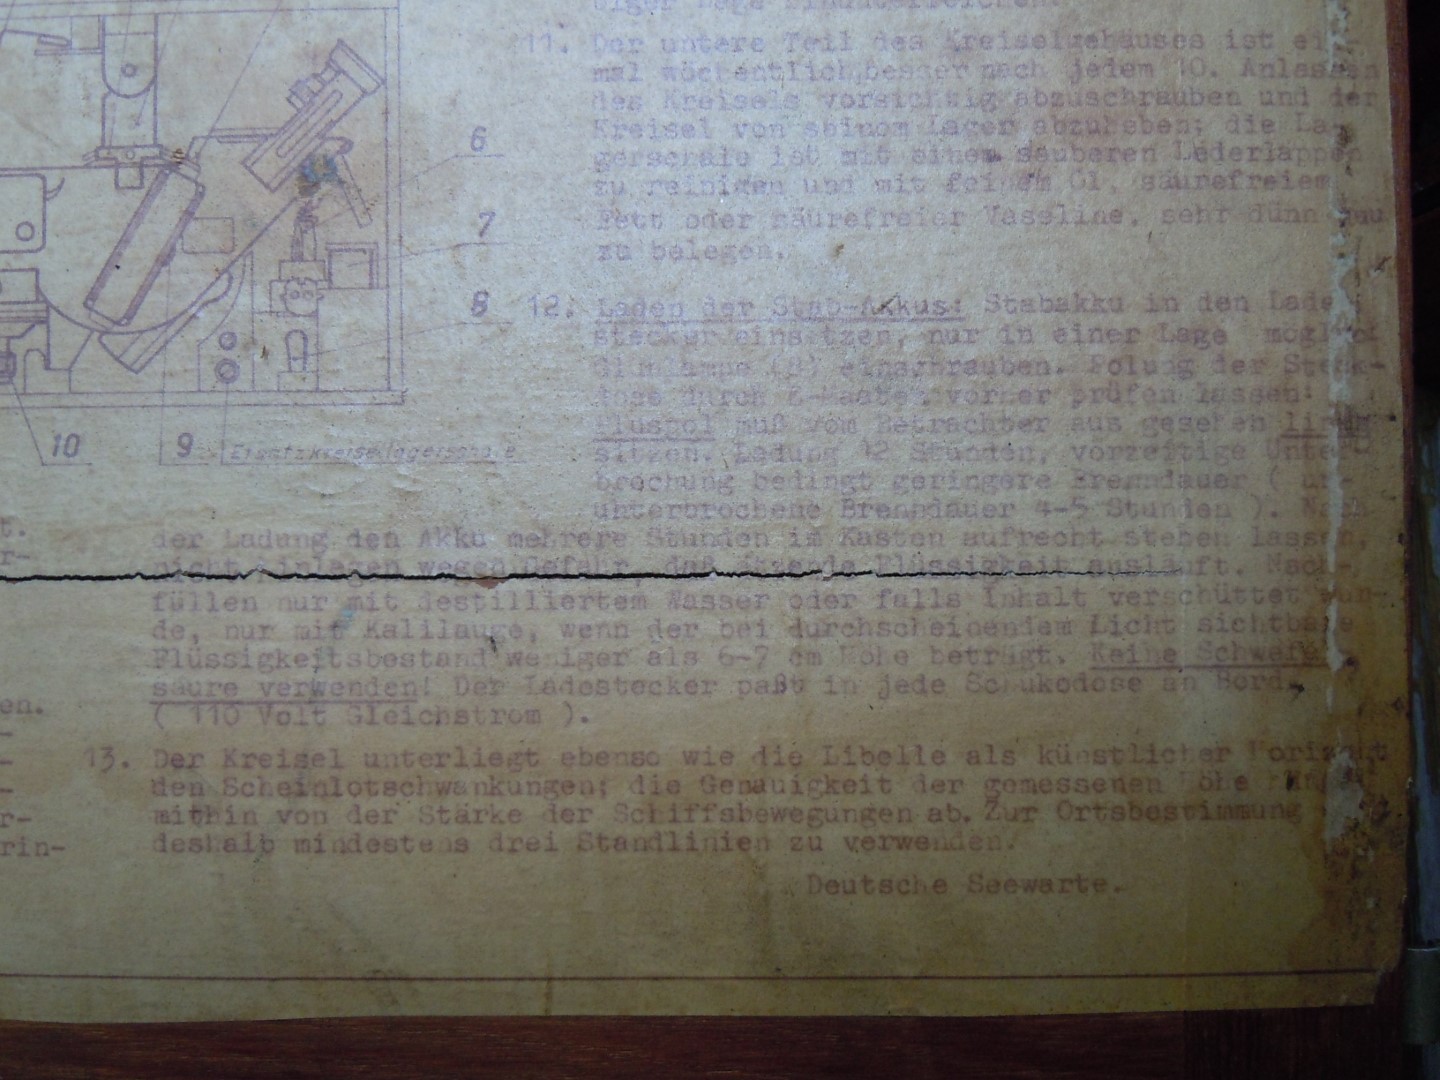 11. Der untere Teil des Kreiselgehäuses ist ein-
mal wöchentlich, besser nach jedem 10. Anlassen
des Kreisels vorsichtig abzuschrauben und der
Kreisel von seinem Lager abzuheben; die La-
gerschale ist mit einem sauberen Lederlappen
zu reinigen und mit feinem Öl, säurefreiem
Fett oder säurefreier Vaseline, sehr dünn neu
zu belegen.
6
7
8
12. Laden der Stab-Akkus: Stabakku in den Lade-
stecker einsetzen, nur in einer Lage möglich
Glimlampe (8) einschrauben. Polung der Steck-
dose durch E-Maaten vorher prüfen lassen!
Pluspol muß vom Betrachter aus gesehen links
sitzen. Ladung 12 Stunden, vorzeitige Unter-
brechung bedingt geringere Brenndauer ( un-
unterbrochene Brenndauer 4-5 Stunden ). Nach
der Ladung den Akku mehrere Stunden im Kasten aufrecht stehen lassen,
nicht hinlegen wegen Gefahr, daß ätzende Flüssigkeit ausläuft. Nach-
füllen nur mit destilliertem Wasser oder falls Inhalt verschüttet wur-
de, nur mit Kalilauge, wenn der bei durchscheinendem Licht sichtbare
Flüssigkeitsbestand weniger als 6-7 cm Höhe beträgt. Keine Schwefel-
säure verwenden! Der Ladestecker paßt in jede Schukodose an Bord.
( 110 Volt Gleichstrom ).
10
9
Ersatzkreisellagerschale
t.
r-
en.
-
-
-
r-
rin-
13. Der Kreisel unterliegt ebenso wie die Libelle als künstlicher Horizont
den Scheinlotschwankungen; die Genauigkeit der gemessenen Höhe hängt
mithin von der Stärke der Schiffsbewegungen ab. Zur Ortsbestimmung
deshalb mindestens drei Standlinien zu verwenden.
Deutsche Seewarte.